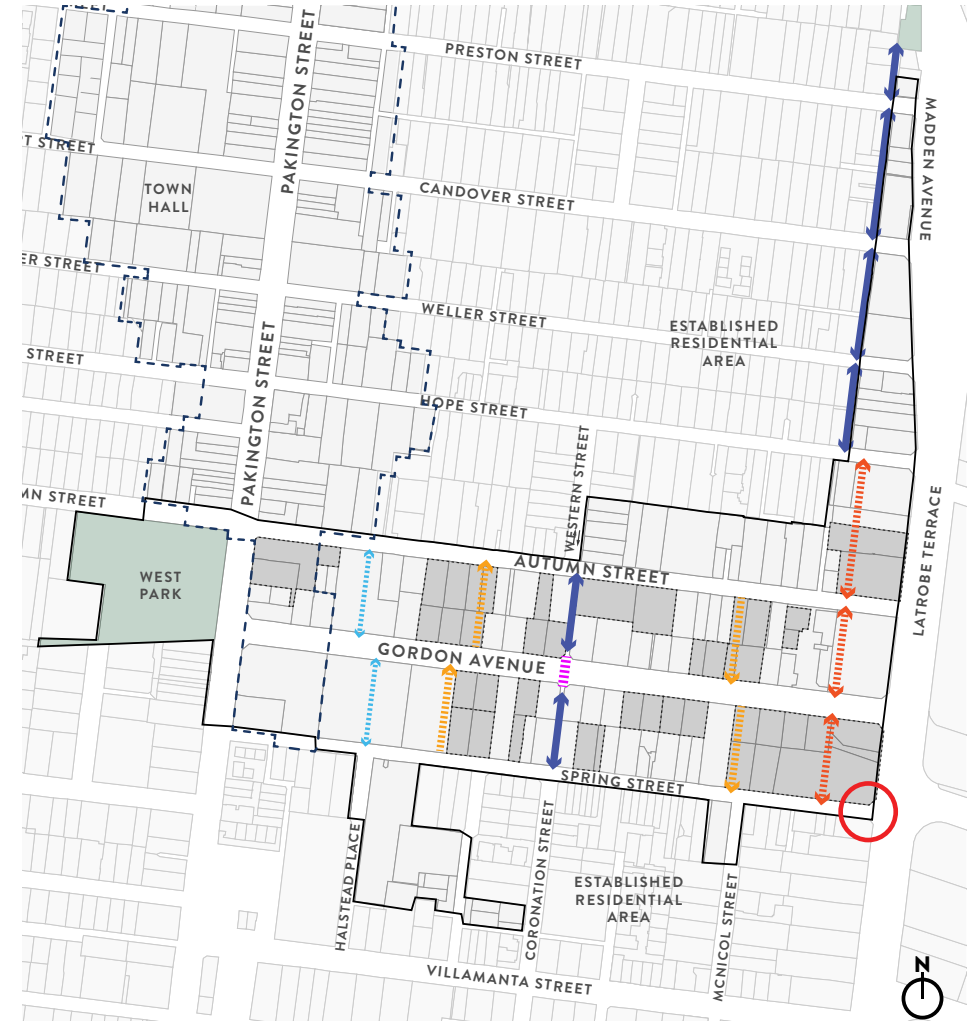 PRESTON STREET
PAKINGTON STREET
MADDEN AVENUE
T STREET
TOWN
HALL
CANDOVER STREET
ER STREET
WELLER STREET
ESTABLISHED
RESIDENTIAL
AREA
STREET
PAKINGTON STREET
HOPE STREET
WESTERN STREET
MN STREET
LATROBE TERRACE
AUTUMN STREET
WEST
PARK
GORDON AVENUE
SPRING STREET
HALSTEAD PLACE
CORONATION STREET
ESTABLISHED
RESIDENTIAL
AREA
MCNICOL STREET
VILLAMANTA STREET
N